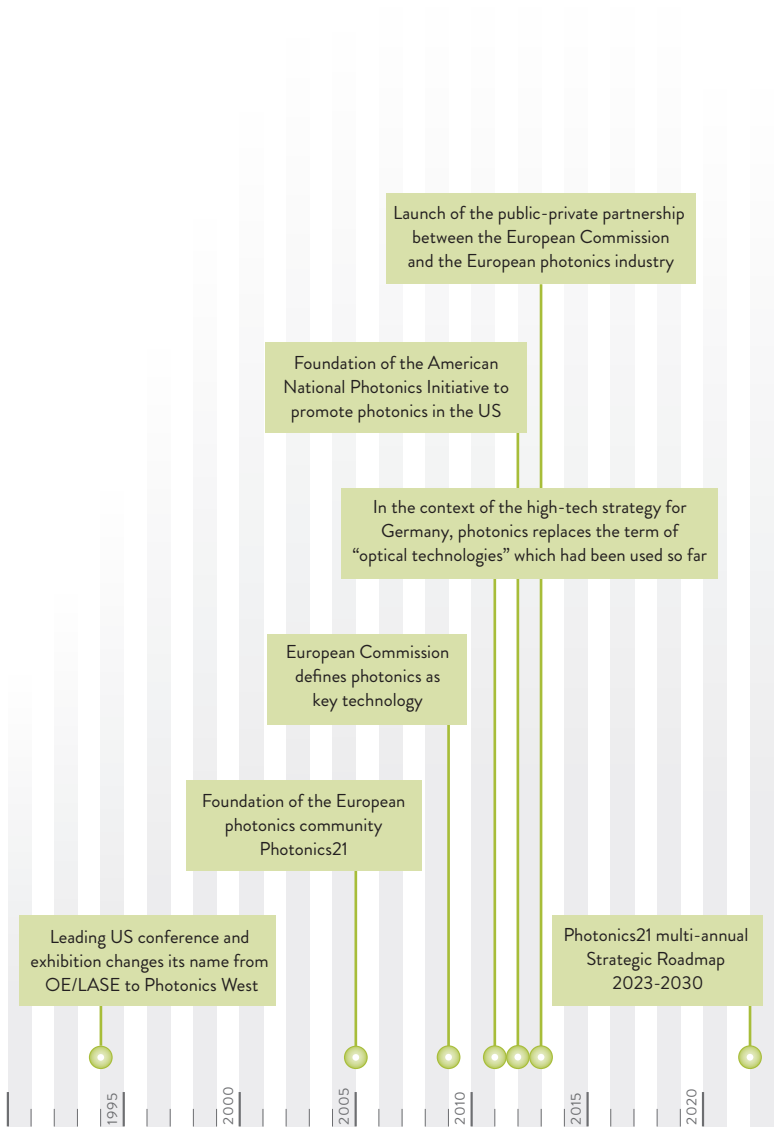 Launch of the public-private partnership
between the European Commission
and the European photonics industry
Foundation of the American
National Photonics Initiative to
promote photonics in the US
In the context of the high-tech strategy for
Germany, photonics replaces the term of
“optical technologies” which had been used so far
European Commission
defines photonics as
key technology
Foundation of the European
photonics community
Photonics21
Leading US conference and
exhibition changes its name from
OE/LASE to Photonics West
Photonics21 multi-annual
Strategic Roadmap
2023-2030
1995
2000
2005
2010
2015
2020